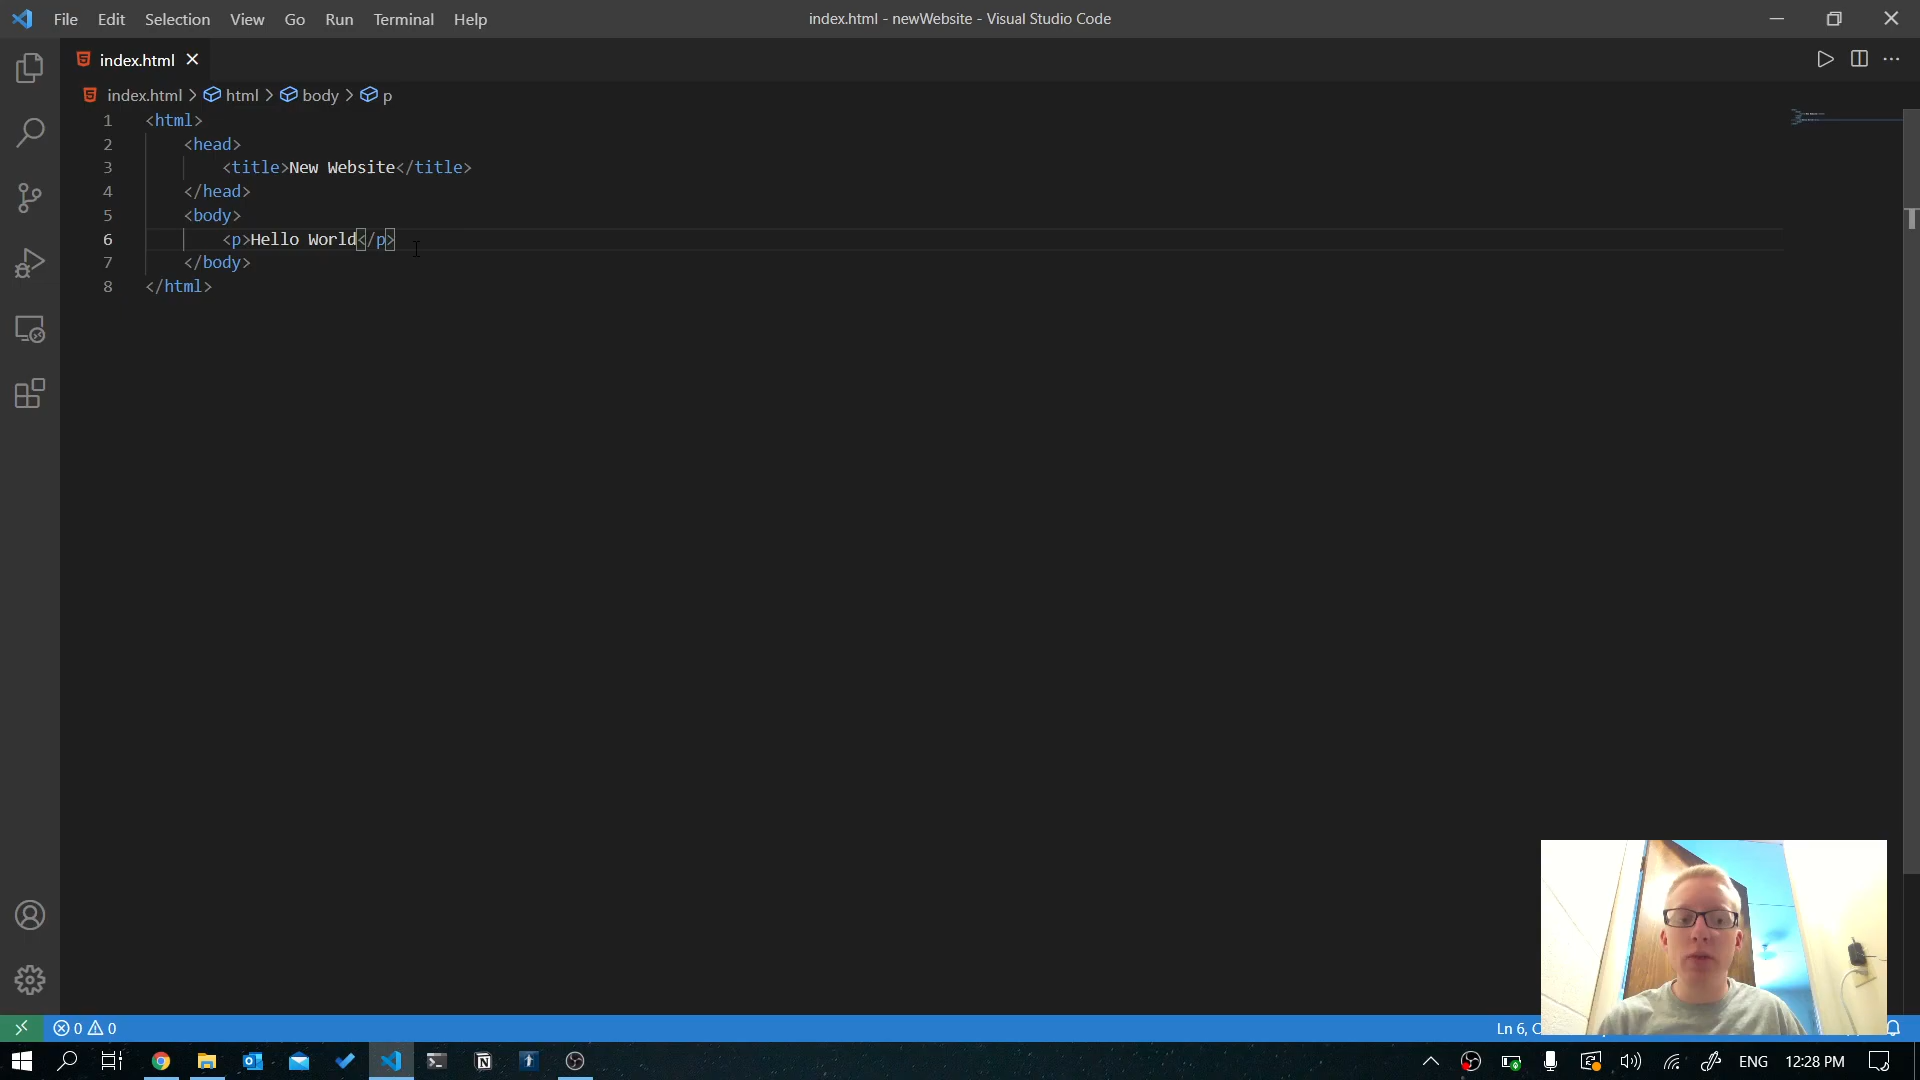 File Edit Selection View Go Run Terminal Help
index.html - newWebsite - Visual Studio Code
index.html
index.html > html > body > p
1 <html>
2 <head>
3 <title>New Website</title>
4 </head>
5 <body>
6 <p>Hello World</p>
7 </body>
8 </html>
0 0
Ln 6, C
ENG 12:28 PM